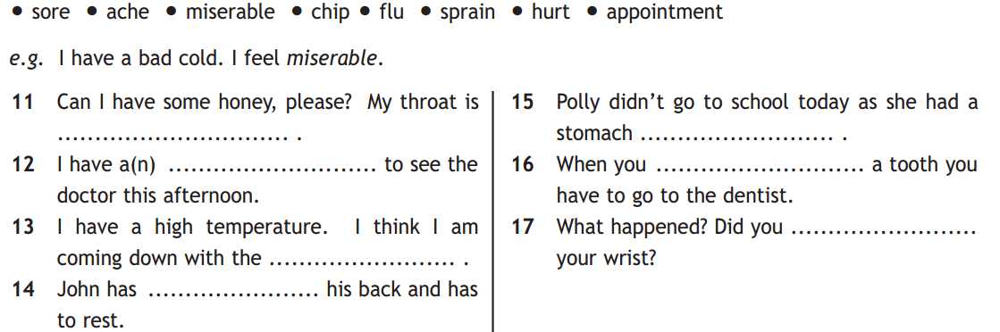 • sore • ache • miserable • chip • flu • sprain • hurt • appointment
e.g. I have a bad cold. I feel miserable.
11 Can I have some honey, please? My throat is
............................... .
12 I have a(n) ............................ to see the
doctor this afternoon.
13 I have a high temperature. I think I am
coming down with the ......................... .
14 John has ....................... his back and has
to rest.
15 Polly didn't go to school today as she had a
stomach .......................... .
16 When you ............................ a tooth you
have to go to the dentist.
17 What happened? Did you .........................
your wrist?